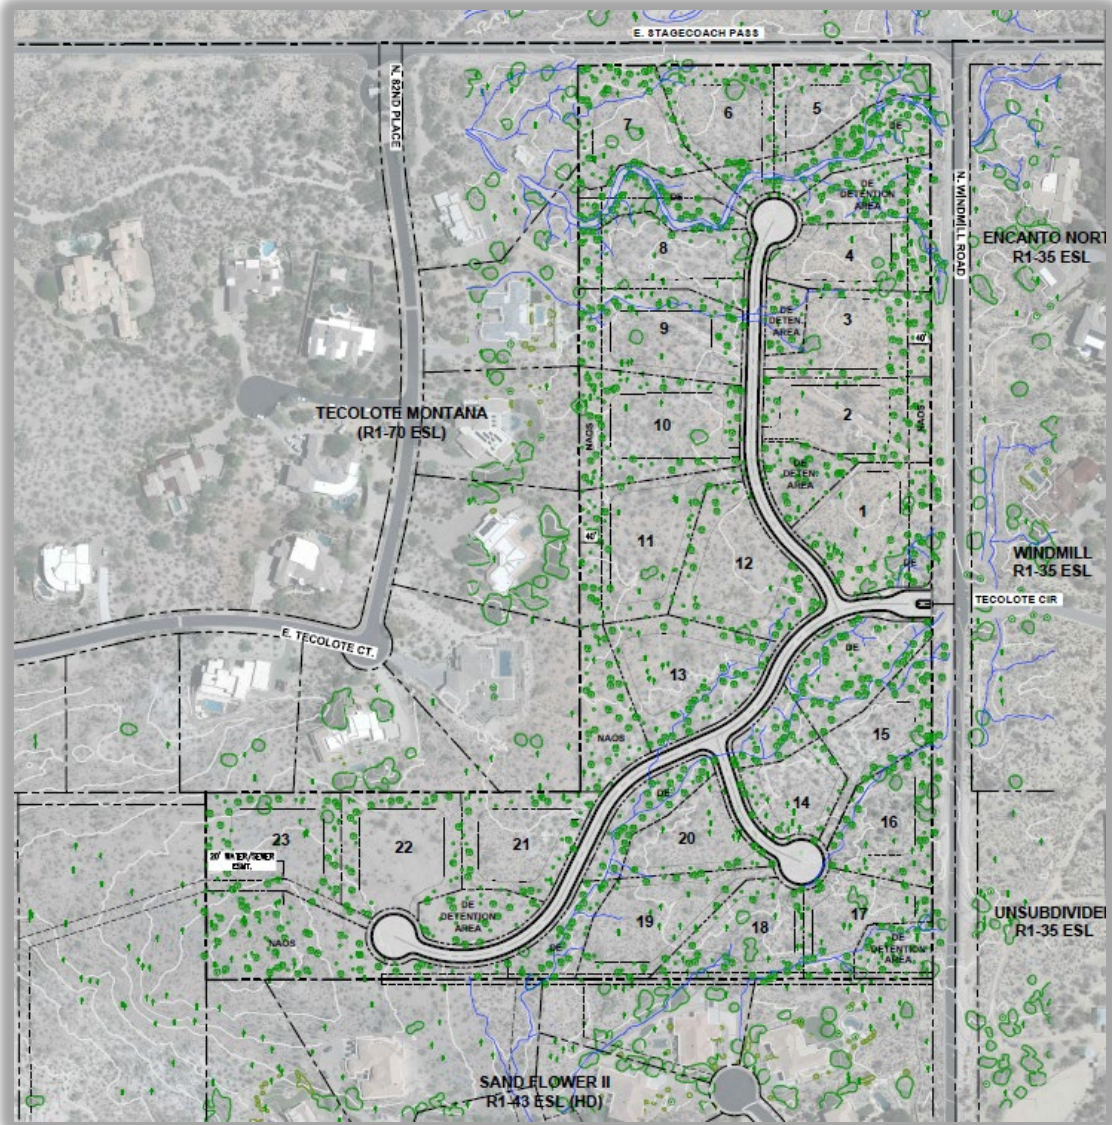 E. STAGECOACH PASS
N. 82ND PLACE
7
6
5
DE
DE
DE
DETENTION
AREA
N. WINDMILL ROAD
ENCANTO NORT
R1-35 ESL
8
4
9
DE
DETEN.
AREA
3
40'
TECOLOTE MONTANA
(R1-70 ESL)
10
2
NAOS
NAOS
DE
DETEN.
AREA
1
40'
11
12
DE
WINDMILL
R1-35 ESL
TECOLOTE CIR
E. TECOLOTE CT.
DE
13
NAOS
15
DE
14
16
23
22
21
20
20' WATER/SEWER
ESMT.
DE
DETENTION
AREA
19
18
17
UNSUBDIVIDE
R1-35 ESL
NAOS
DE
DE
DETENTION
AREA
SAND FLOWER II
R1-43 ESL (HD)